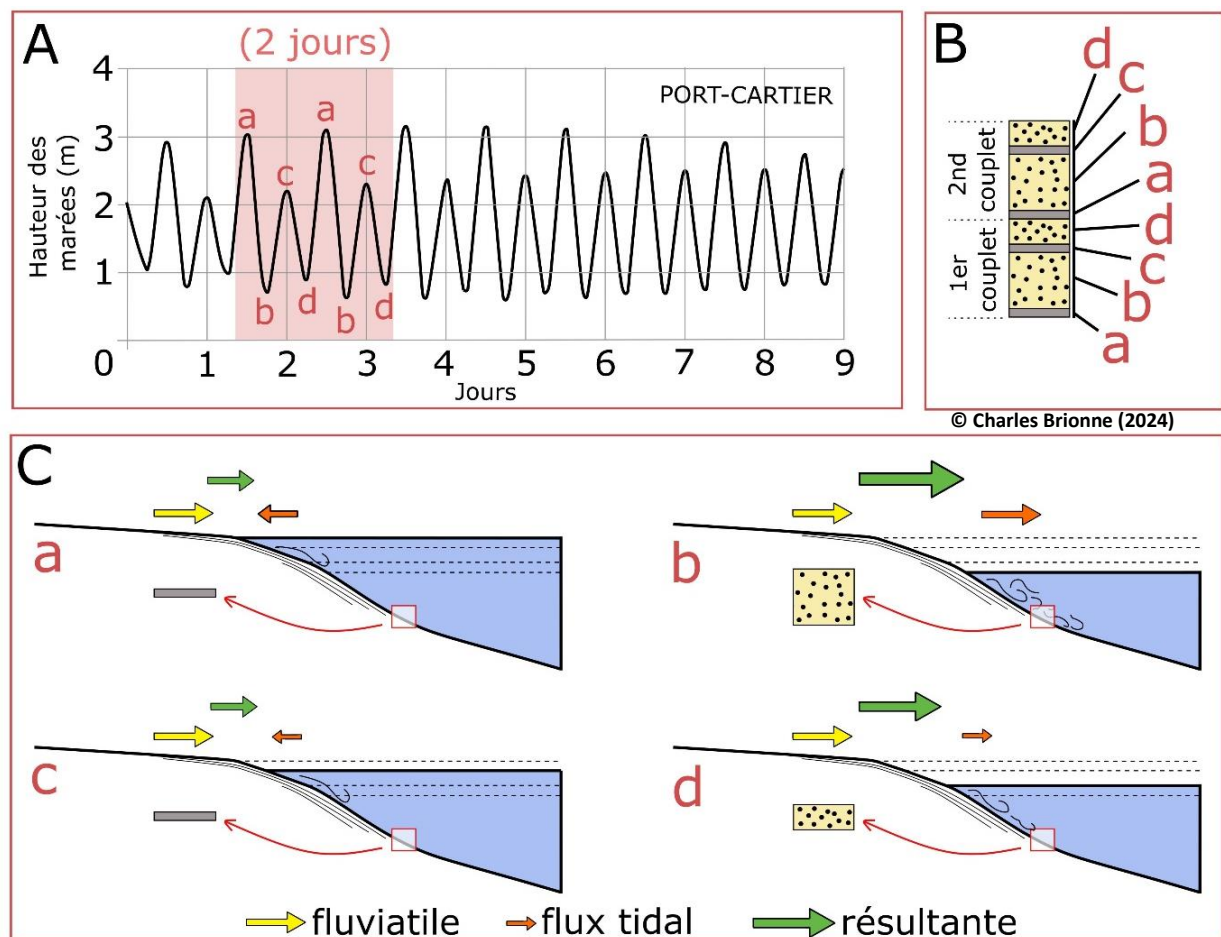 A
(2 jours)
4
3
2
1
0
Hauteur des
marées (m)
PORT-CARTIER
a
a
c
c
b
d
b
d
1 2 3 4 5 6 7 8 9
Jours
B
d
c
b
a
d
c
b
a
2nd
couplet
1er
couplet
© Charles Brionne (2024)
C
a
b
c
d
fluviatile
flux tidal
résultante